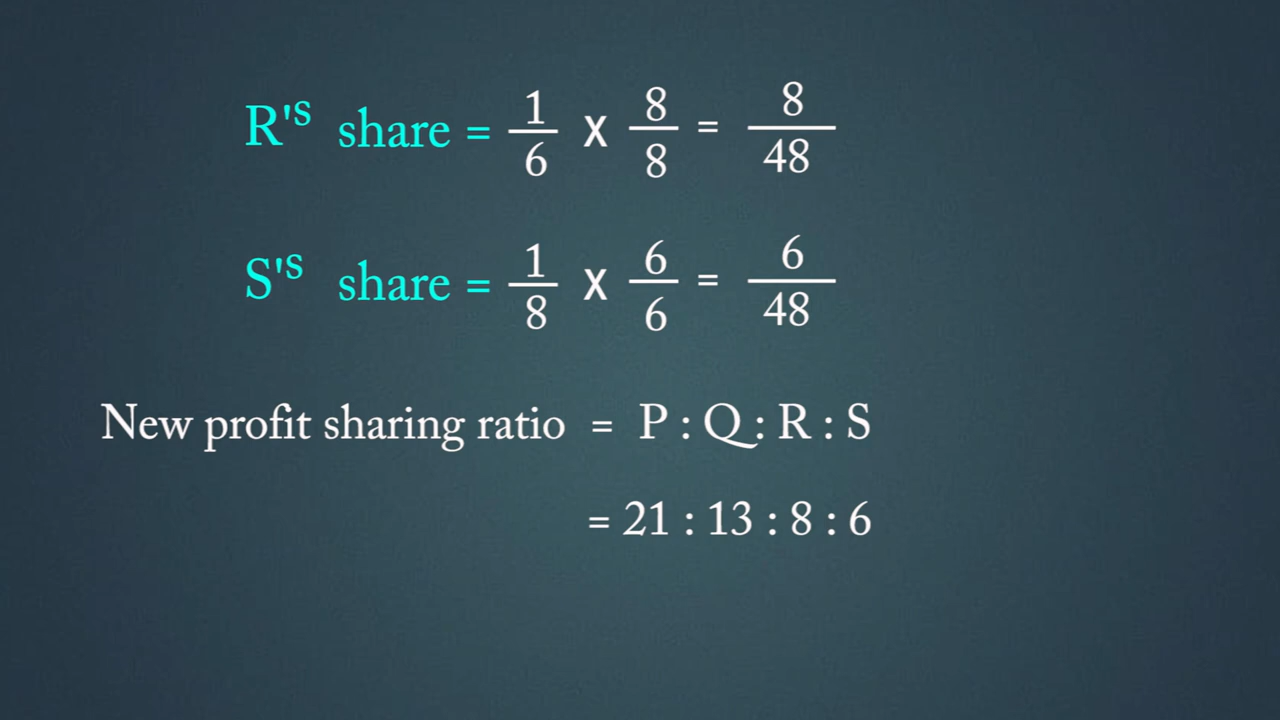 R's share = 1/6 X 8/8 = 8/48
S's share = 1/8 X 6/6 = 6/48
New profit sharing ratio = P : Q : R : S
= 21 : 13 : 8 : 6